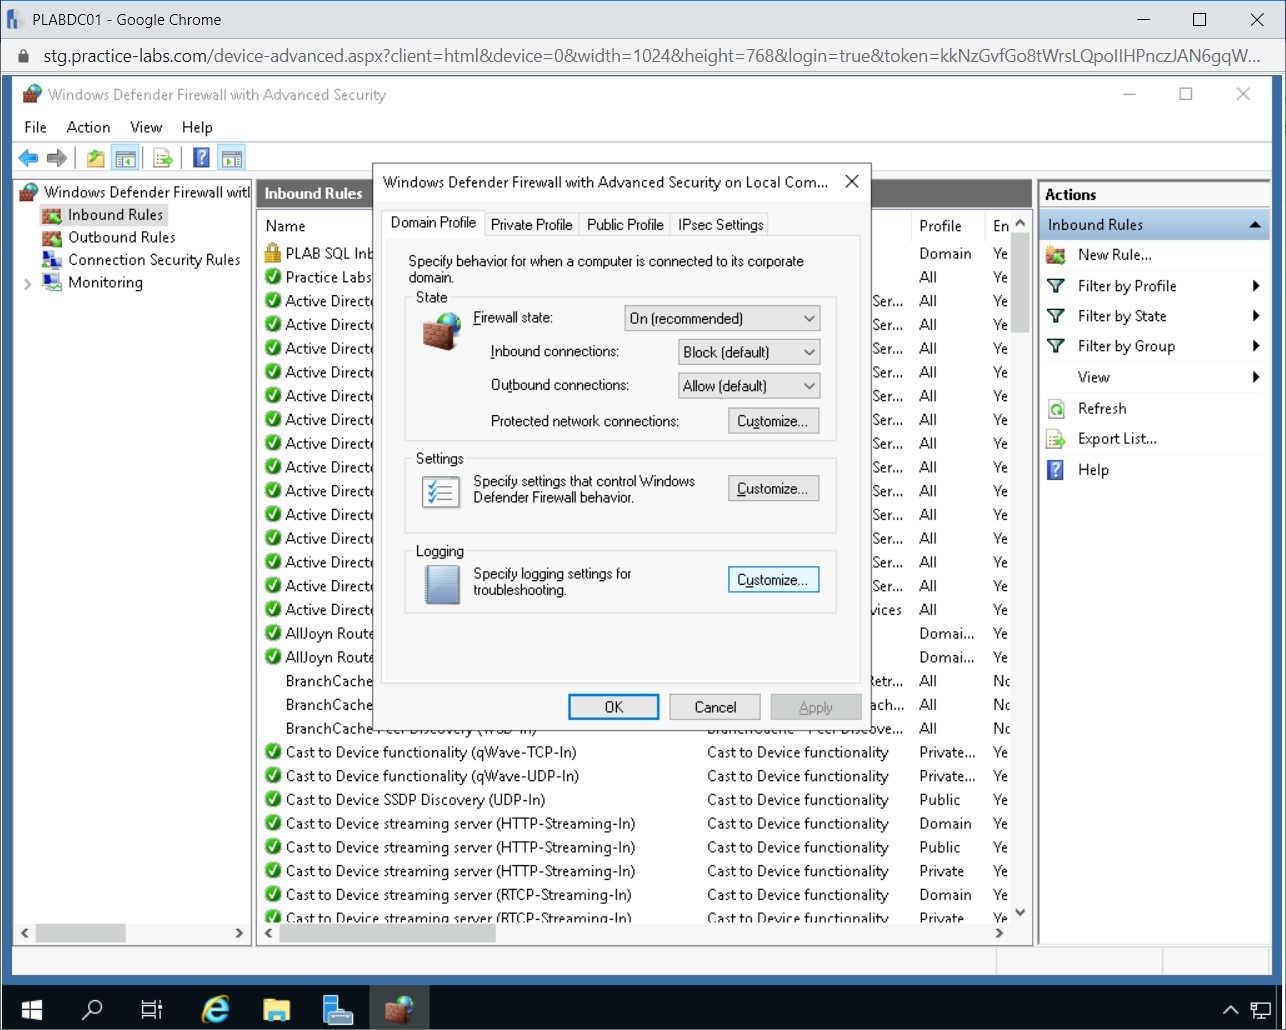 PLABDC01 - Google Chrome
stg.practice-labs.com/device-advanced.aspx?client=html&device=0&width=1024&height=768&login=true&token=kkNzGvfGo8tWrsLQpoIIHPnczJAN6gqW...
Windows Defender Firewall with Advanced Security
File Action View Help
Windows Defender Firewall witl
Inbound Rules
Outbound Rules
Connection Security Rules
Monitoring
Inbound Rules
Name Profile En
PLAB SQL Inb Domain Ye
Practice Labs All Ye
Active Directo Ser... All Ye
Active Directo Ser... All Ye
Active Directo Ser... All Ye
Active Directo Ser... All Ye
Active Directo Ser... All Ye
Active Directo Ser... All Ye
Active Directo Ser... All Ye
Active Directo Ser... All Ye
Active Directo Ser... All Ye
Active Directo Ser... All Ye
Active Directo Ser... All Ye
Active Directo Ser... All Ye
Active Directo Ser... All Ye
Active Directo vices All Ye
AllJoyn Route Domai... Ye
AllJoyn Route Domai... Ye
BranchCache Retr... All Nc
BranchCache ach... All Nc
BranchCache Peer Discovery (WSD-In) BranchCache - Peer Discove... All Nc
Cast to Device functionality (qWave-TCP-In) Cast to Device functionality Private... Ye
Cast to Device functionality (qWave-UDP-In) Cast to Device functionality Private... Ye
Cast to Device SSDP Discovery (UDP-In) Cast to Device functionality Public Ye
Cast to Device streaming server (HTTP-Streaming-In) Cast to Device functionality Domain Ye
Cast to Device streaming server (HTTP-Streaming-In) Cast to Device functionality Public Ye
Cast to Device streaming server (HTTP-Streaming-In) Cast to Device functionality Private Ye
Cast to Device streaming server (RTCP-Streaming-In) Cast to Device functionality Domain Ye
Cast to Device streaming server (RTCP-Streaming-In) Cast to Device functionality Private Ye
Windows Defender Firewall with Advanced Security on Local Com...
Domain Profile Private Profile Public Profile IPsec Settings
Specify behavior for when a computer is connected to its corporate
domain.
State
Firewall state: On (recommended)
Inbound connections: Block (default)
Outbound connections: Allow (default)
Protected network connections: Customize...
Settings
Specify settings that control Windows
Defender Firewall behavior.
Customize...
Logging
Specify logging settings for
troubleshooting.
Customize...
OK Cancel Apply
Actions
Inbound Rules
New Rule...
Filter by Profile
Filter by State
Filter by Group
View
Refresh
Export List...
Help